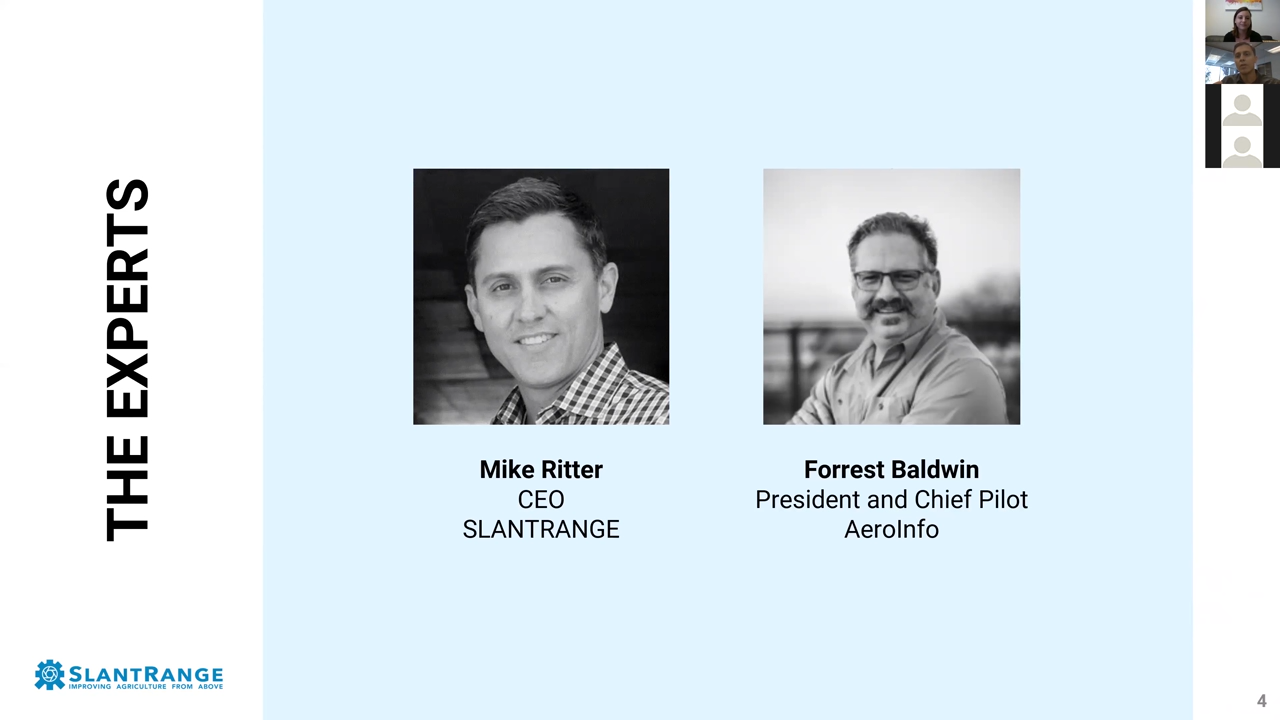 THE EXPERTS
Mike Ritter
CEO
SLANTRANGE
Forrest Baldwin
President and Chief Pilot
AeroInfo
SLANTRANGE
IMPROVING AGRICULTURE FROM ABOVE
4